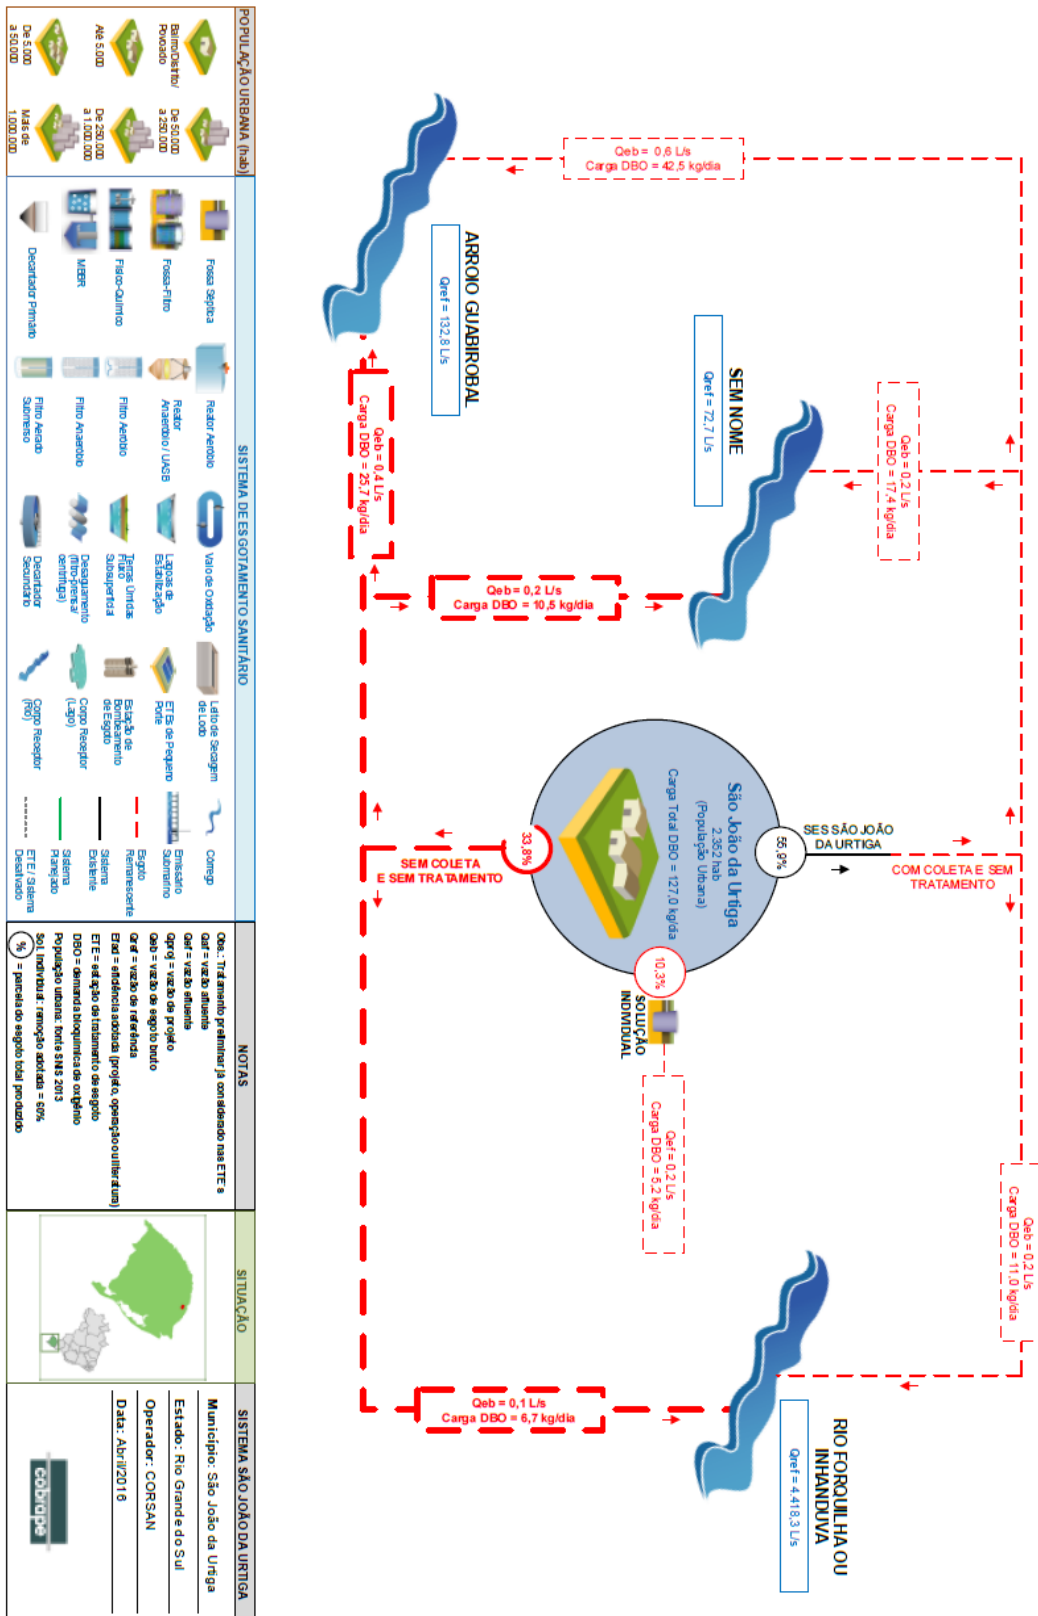 RIO FORQUILHA OU
INHANDUVA
Qref = 4.418,3 L/s
SEM NOME
Qref = 72,7 L/s
ARROIO GUABIROBAL
Qref = 132,8 L/s
Qeb = 0,6 L/s
Carga DBO = 42,5 kg/dia
Qeb = 0,2 L/s
Carga DBO = 17,4 kg/dia
Qeb = 0,2 L/s
Carga DBO = 11,0 kg/dia
Qeb = 0,4 L/s
Carga DBO = 25,7 kg/dia
Qeb = 0,2 L/s
Carga DBO = 10,5 kg/dia
Qeb = 0,1 L/s
Carga DBO = 6,7 kg/dia
São João da Urtiga
2.352 hab
(População Urbana)
Carga Total DBO = 127,0 kg/dia
55,9%
SES SÃO JOÃO
DA URTIGA
COM COLETA E SEM
TRATAMENTO
33,8%
SEM COLETA
E SEM TRATAMENTO
10,3%
SOLUÇÃO
INDIVIDUAL
Qef = 0,2 L/s
Carga DBO = 5,2 kg/dia
POPULAÇÃO URBANA (hab)
Bairro/Distrito/
Povoado
Até 5.000
De 5.000
a 50.000
De 50.000
a 250.000
De 250.000
a 1.000.000
Mais de
1.000.000
SISTEMA DE ESGOTAMENTO SANITÁRIO
Fossa Séptica
Fossa-Filtro
Físico-Químico
MBBR
Decantador Primário
Reator Aeróbio
Reator
Anaeróbio / UASB
Filtro Aeróbio
Filtro Anaeróbio
Filtro Aerado
Submerso
Valo de Oxidação
Lagoas de
Estabilização
Terras Úmidas
Fluxo
Subsuperficial
Desaguamento
(filtro-prensa/
centrífuga)
Decantador
Secundário
Leito de Secagem
de Lodo
ETEs de Pequeno
Porte
Estação de
Bombeamento
de Esgoto
Corpo Receptor
(Lago)
Corpo Receptor
(Rio)
Córrego
Emissário
Submarino
Esgoto
Remanescente
Sistema
Existente
Sistema
Planejado
ETE / Sistema
Desativado
NOTAS
Obs.: Tratamento preliminar já considerado nas ETE's
Qaf = vazão afluente
Qef = vazão efluente
Qproj = vazão de projeto
Qeb = vazão de esgoto bruto
Qref = vazão de referência
Efad = eficiência adotada (projeto, operação ou literatura)
ETE = estação de tratamento de esgoto
DBO = demanda bioquímica de oxigênio
População urbana: fonte SNIS 2013
Sol. Individual: remoção adotada = 60%
% = parcela do esgoto total produzido
SITUAÇÃO
SISTEMA SÃO JOÃO DA URTIGA
Município: São João da Urtiga
Estado: Rio Grande do Sul
Operador: CORSAN
Data: Abril/2016
cobrape